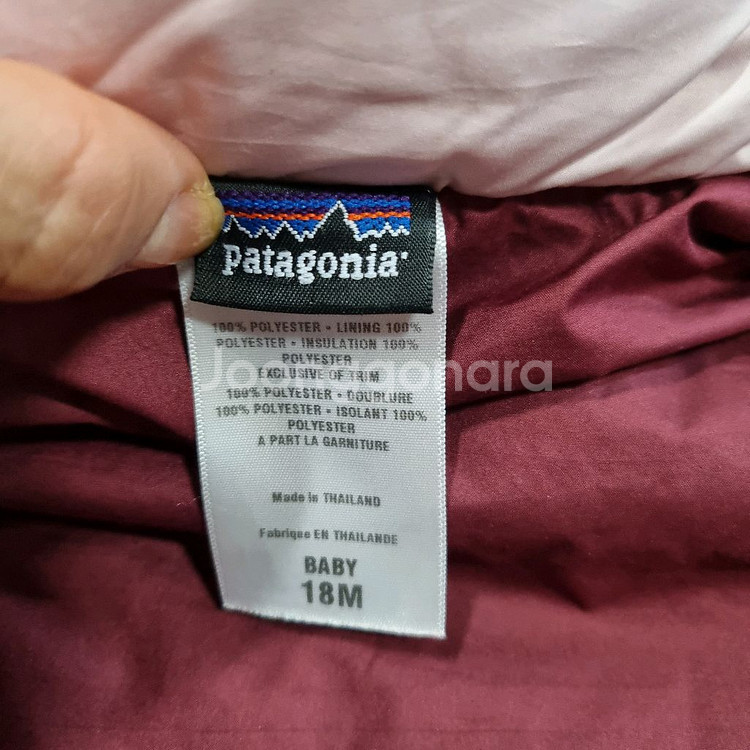 patagonia
100% POLYESTER • LINING 100%
POLYESTER • INSULATION 100%
POLYESTER
EXCLUSIVE OF TRIM
100% POLYESTER • DOUBLURE
100% POLYESTER • ISOLANT 100%
POLYESTER
A PART LA GARNITURE
Made in THAILAND
Fabrique EN THAILANDE
BABY
18M